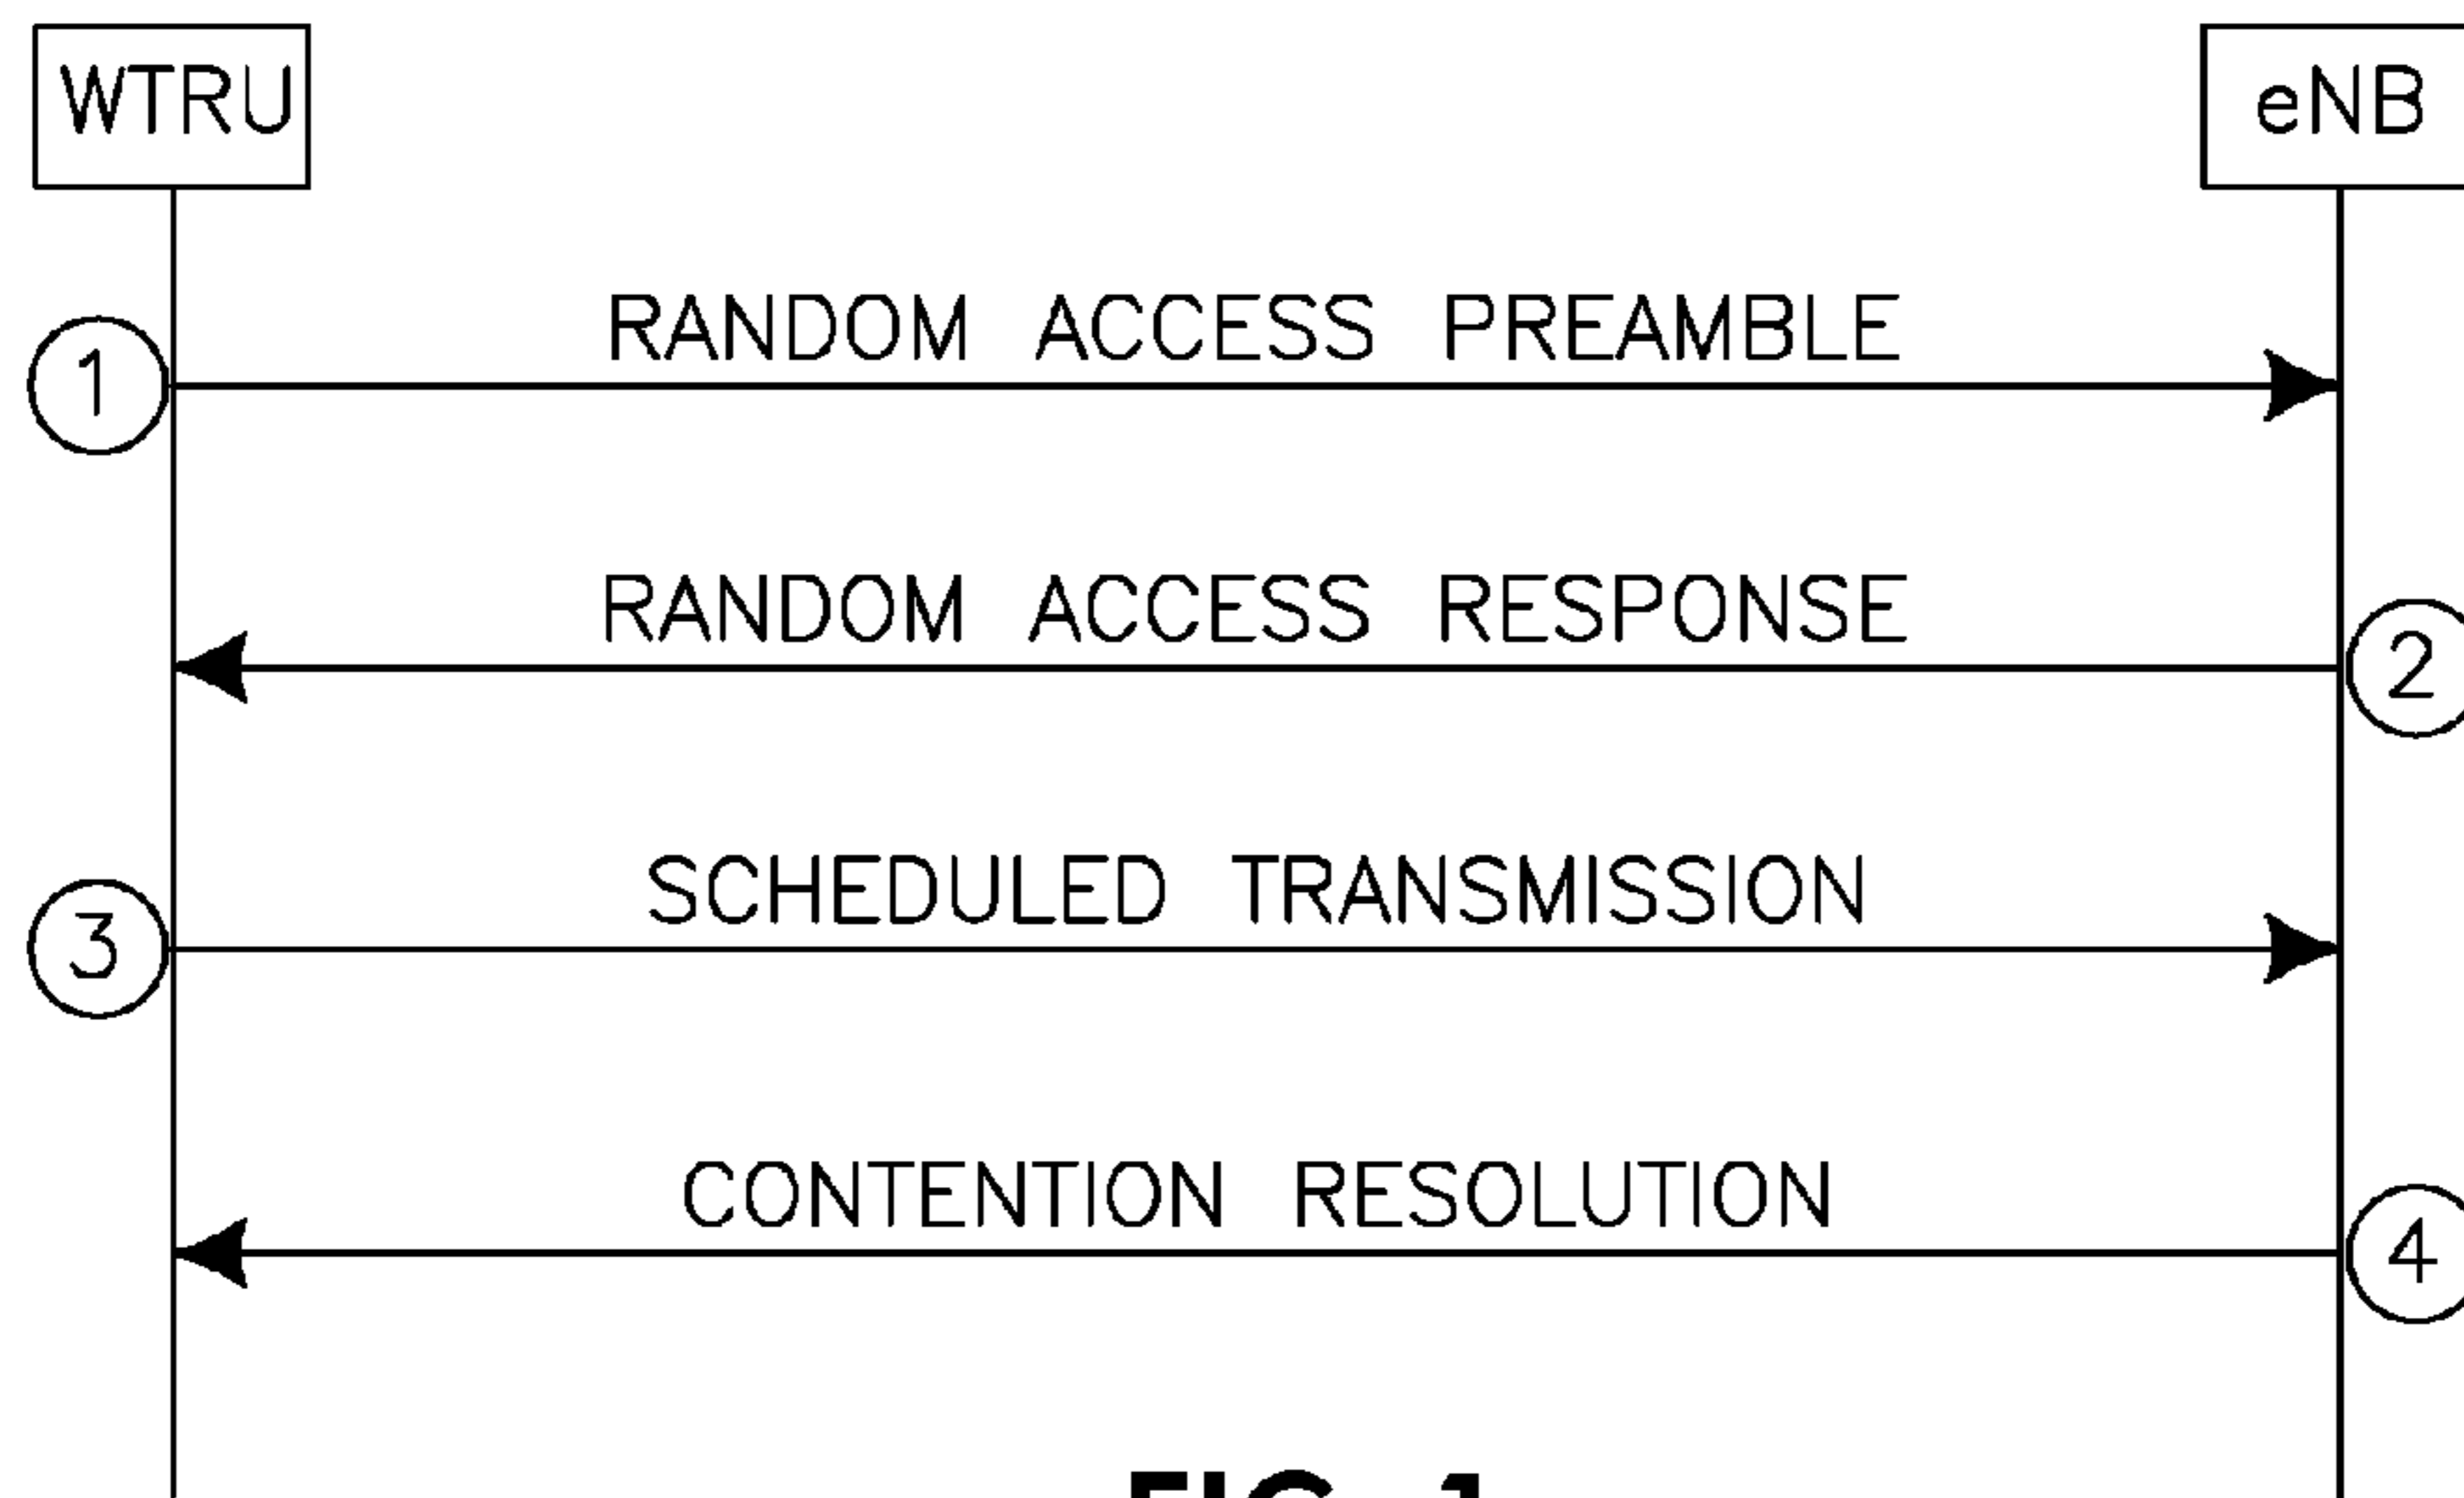 WTRU eNB
RANDOM ACCESS PREAMBLE
1
RANDOM ACCESS RESPONSE
2
SCHEDULED TRANSMISSION
3
CONTENTION RESOLUTION
4